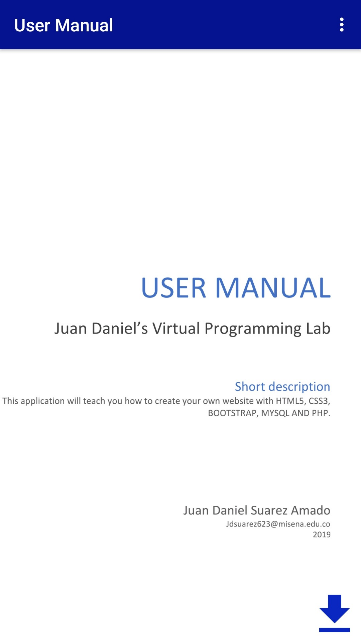 User Manual
USER MANUAL
Juan Daniel’s Virtual Programming Lab
Short description
This application will teach you how to create your own website with HTML5, CSS3,
BOOTSTRAP, MYSQL AND PHP.
Juan Daniel Suarez Amado
Jdsuarez623@misena.edu.co
2019